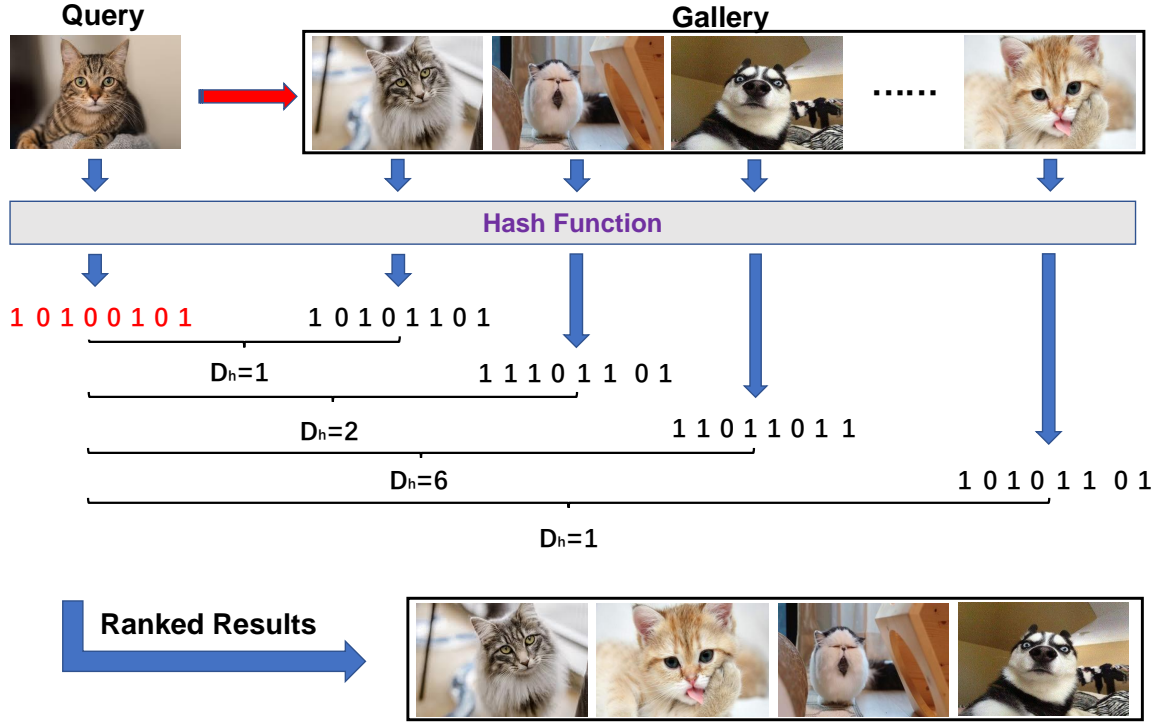 Query
Gallery
......
Hash Function
1 0 1 0 0 1 0 1
1 0 1 0 1 1 0 1
Dh=1
1 1 1 0 1 1 0 1
Dh=2
1 1 0 1 1 0 1 1
Dh=6
1 0 1 0 1 1 0 1
Dh=1
Ranked Results